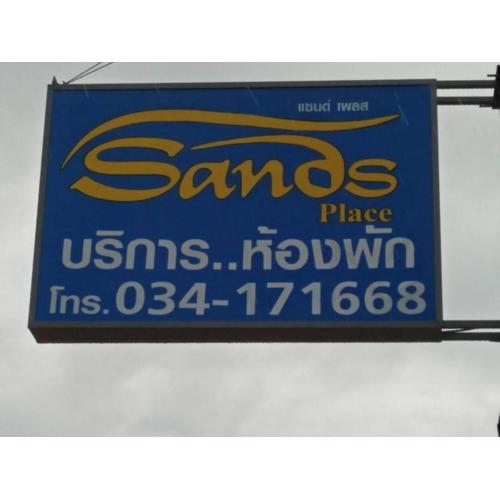 แซนด์ เพลส
Sands
Place
บริการ..ห้องพัก
โทร. 034-171668